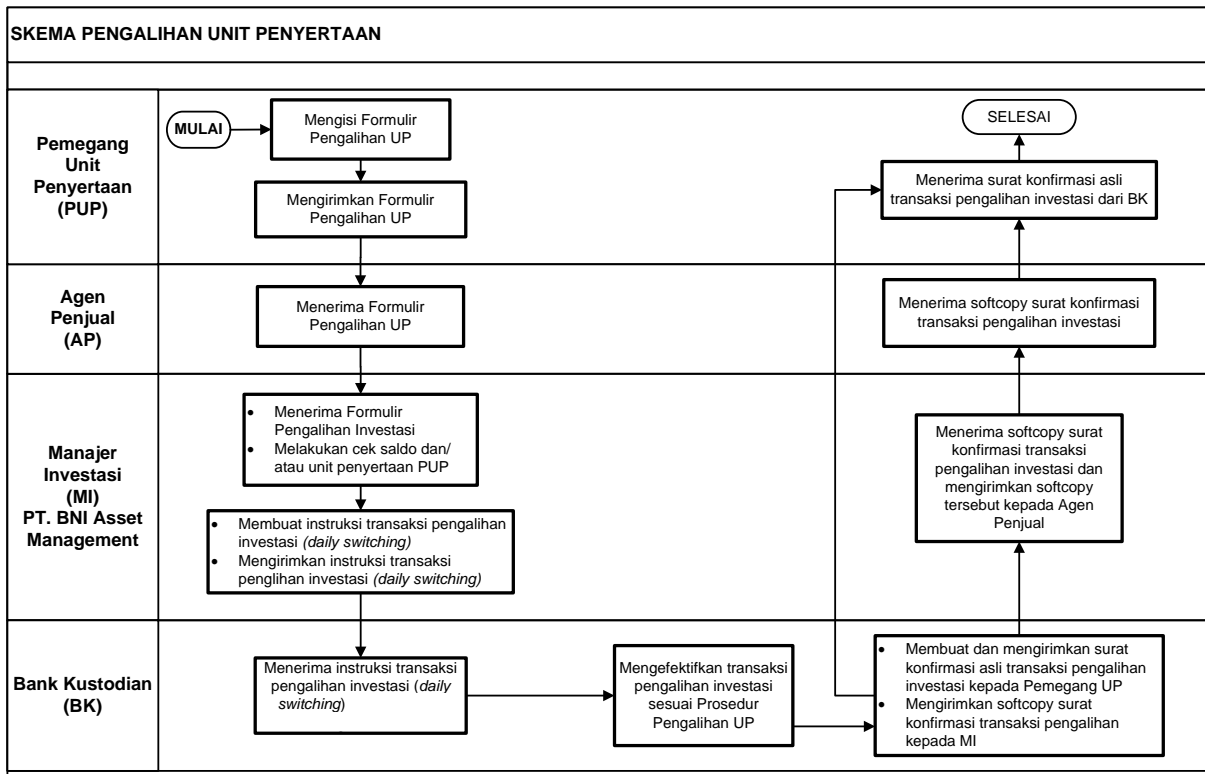 SKEMA PENGALIHAN UNIT PENYERTAAN
Pemegang
Unit
Penyertaan
(PUP)
MULAI
Mengisi Formulir
Pengalihan UP
Mengirimkan Formulir
Pengalihan UP
SELESAI
Menerima surat konfirmasi asli
transaksi pengalihan investasi dari BK
Agen
Penjual
(AP)
Menerima Formulir
Pengalihan UP
Menerima softcopy surat konfirmasi
transaksi pengalihan investasi
Manajer
Investasi
(MI)
PT. BNI Asset
Management
• Menerima Formulir
Pengalihan Investasi
• Melakukan cek saldo dan/
atau unit penyertaan PUP
• Membuat instruksi transaksi pengalihan
investasi (daily switching)
• Mengirimkan instruksi transaksi
penglihan investasi (daily switching)
Menerima softcopy surat
konfirmasi transaksi
pengalihan investasi dan
mengirimkan softcopy
tersebut kepada Agen
Penjual
Bank Kustodian
(BK)
Menerima instruksi transaksi
pengalihan investasi (daily
switching)
Mengefektifkan transaksi
pengalihan investasi
sesuai Prosedur
Pengalihan UP
• Membuat dan mengirimkan surat
konfirmasi asli transaksi pengalihan
investasi kepada Pemegang UP
• Mengirimkan softcopy surat
konfirmasi transaksi pengalihan
kepada MI